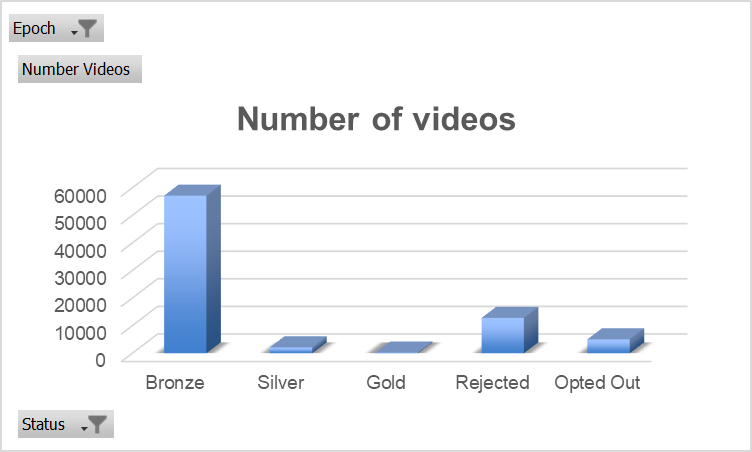 Epoch
Number Videos
Number of videos
60000
50000
40000
30000
20000
10000
0
Bronze Silver Gold Rejected Opted Out
Status